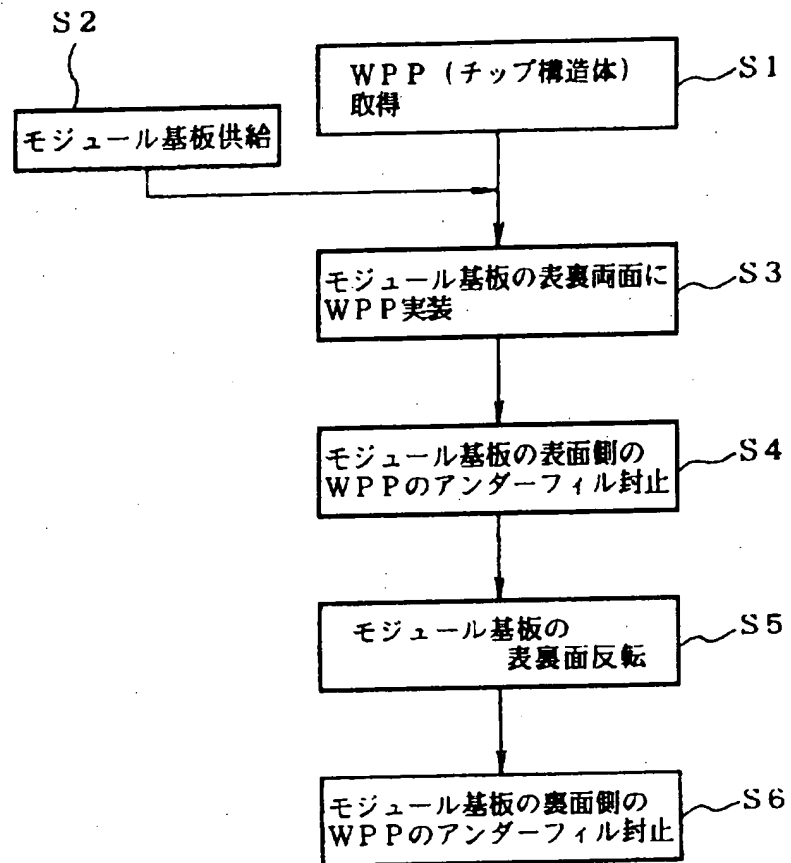 S2
WPP (チップ構造体)
取得
S1
モジュール基板供給
モジュール基板の表裏両面に
WPP実装
S3
モジュール基板の表面側の
WPPのアンダーフィル封止
S4
モジュール基板の
表裏面反転
S5
モジュール基板の裏面側の
WPPのアンダーフィル封止
S6